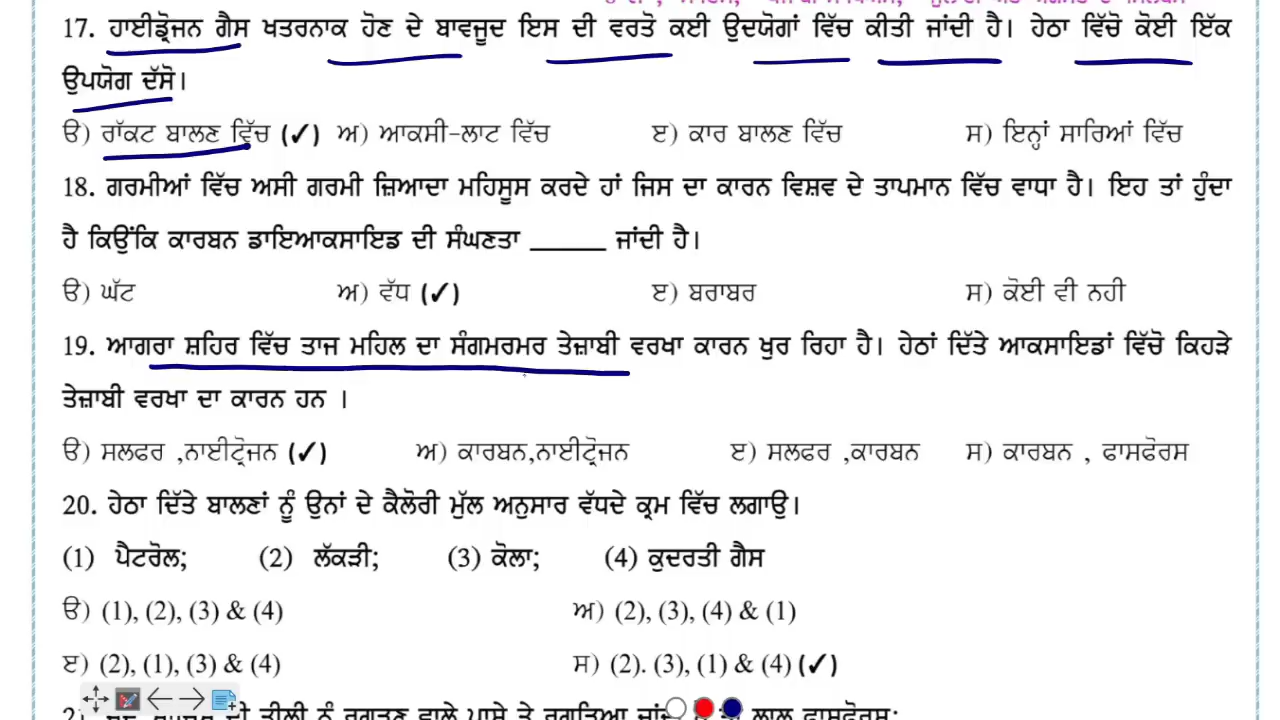 17. ਹਾਈਡ੍ਰੋਜਨ ਗੈਸ ਖਤਰਨਾਕ ਹੋਣ ਦੇ ਬਾਵਜੂਦ ਇਸ ਦੀ ਵਰਤੋ ਕਈ ਉਦਯੋਗਾਂ ਵਿੱਚ ਕੀਤੀ ਜਾਂਦੀ ਹੈ। ਹੇਠਾ ਵਿੱਚੋ ਕੋਈ ਇੱਕ
ਉਪਯੋਗ ਦੱਸੋ।
ੳ) ਰਾੱਕਟ ਬਾਲਣ ਵਿੱਚ (✓) ਅ) ਆਕਸੀ-ਲਾਟ ਵਿੱਚ ੲ) ਕਾਰ ਬਾਲਣ ਵਿੱਚ ਸ) ਇਨ੍ਹਾਂ ਸਾਰਿਆਂ ਵਿੱਚ
18. ਗਰਮੀਆਂ ਵਿੱਚ ਅਸੀ ਗਰਮੀ ਜ਼ਿਆਦਾ ਮਹਿਸੂਸ ਕਰਦੇ ਹਾਂ ਜਿਸ ਦਾ ਕਾਰਨ ਵਿਸ਼ਵ ਦੇ ਤਾਪਮਾਨ ਵਿੱਚ ਵਾਧਾ ਹੈ। ਇਹ ਤਾਂ ਹੁੰਦਾ
ਹੈ ਕਿਉਂਕਿ ਕਾਰਬਨ ਡਾਇਆਕਸਾਇਡ ਦੀ ਸੰਘਣਤਾ ______ ਜਾਂਦੀ ਹੈ।
ੳ) ਘੱਟ ਅ) ਵੱਧ (✓) ੲ) ਬਰਾਬਰ ਸ) ਕੋਈ ਵੀ ਨਹੀ
19. ਆਗਰਾ ਸ਼ਹਿਰ ਵਿੱਚ ਤਾਜ ਮਹਿਲ ਦਾ ਸੰਗਮਰਮਰ ਤੇਜ਼ਾਬੀ ਵਰਖਾ ਕਾਰਨ ਖੁਰ ਰਿਹਾ ਹੈ। ਹੇਠਾਂ ਦਿੱਤੇ ਆਕਸਾਇਡਾਂ ਵਿੱਚੋ ਕਿਹੜੇ
ਤੇਜ਼ਾਬੀ ਵਰਖਾ ਦਾ ਕਾਰਨ ਹਨ ।
ੳ) ਸਲਫਰ ,ਨਾਈਟ੍ਰੋਜਨ (✓) ਅ) ਕਾਰਬਨ,ਨਾਈਟ੍ਰੋਜਨ ੲ) ਸਲਫਰ ,ਕਾਰਬਨ ਸ) ਕਾਰਬਨ , ਫਾਸਫੋਰਸ
20. ਹੇਠਾ ਦਿੱਤੇ ਬਾਲਣਾਂ ਨੂੰ ਉਨਾਂ ਦੇ ਕੈਲੋਰੀ ਮੁੱਲ ਅਨੁਸਾਰ ਵੱਧਦੇ ਕ੍ਰਮ ਵਿੱਚ ਲਗਾਉ।
(1) ਪੈਟਰੋਲ; (2) ਲੱਕੜੀ; (3) ਕੋਲਾ; (4) ਕੁਦਰਤੀ ਗੈਸ
ੳ) (1), (2), (3) & (4) ਅ) (2), (3), (4) & (1)
ੲ) (2), (1), (3) & (4) ਸ) (2). (3), (1) & (4) (✓)